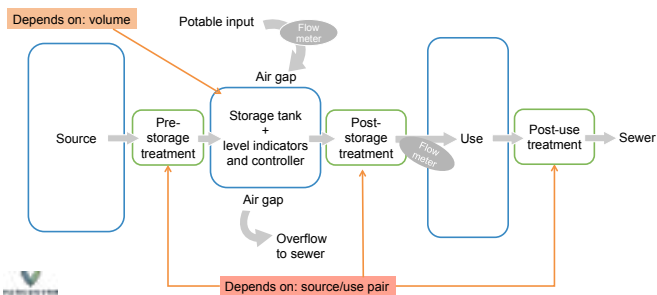 Depends on: volume
Potable input
Flow
meter
Air gap
Source
Pre-
storage
treatment
Storage tank
+
level indicators
and controller
Post-
storage
treatment
Flow
meter
Use
Post-use
treatment
Sewer
Air gap
Overflow
to sewer
Depends on: source/use pair